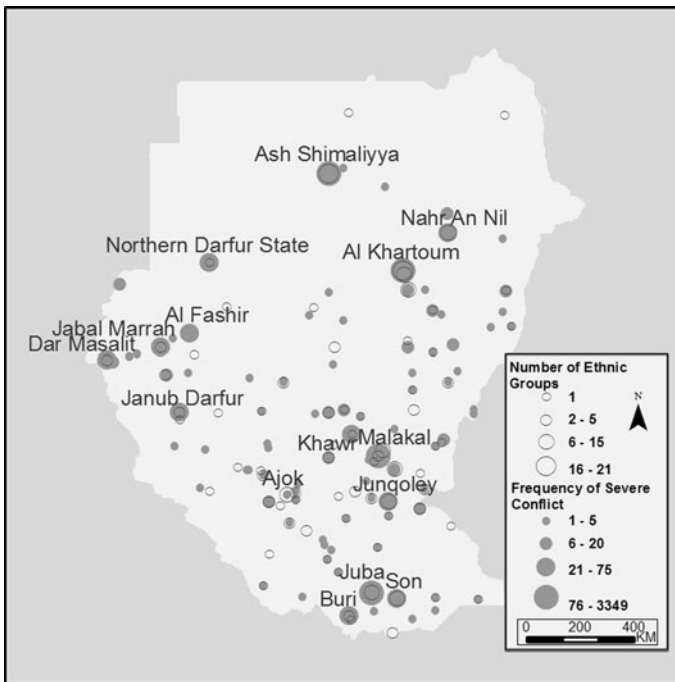 Ash Shimaliyya
Nahr An Nil
Northern Darfur State
Al Khartoum
Al Fashir
Jabal Marrah
Dar Masalit
Janub Darfur
Khawr
Malakal
Ajok
Junqoley
Juba
Son
Buri
Number of Ethnic
Groups
N
1
2 - 5
6 - 15
16 - 21
Frequency of Severe
Conflict
1 - 5
6 - 20
21 - 75
76 - 3349
0 200 400
KM